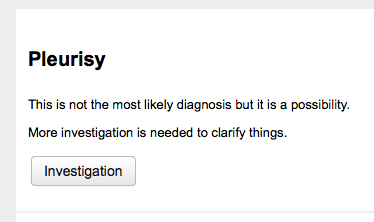 Pleurisy
This is not the most likely diagnosis but it is a possibility.
More investigation is needed to clarify things.
Investigation